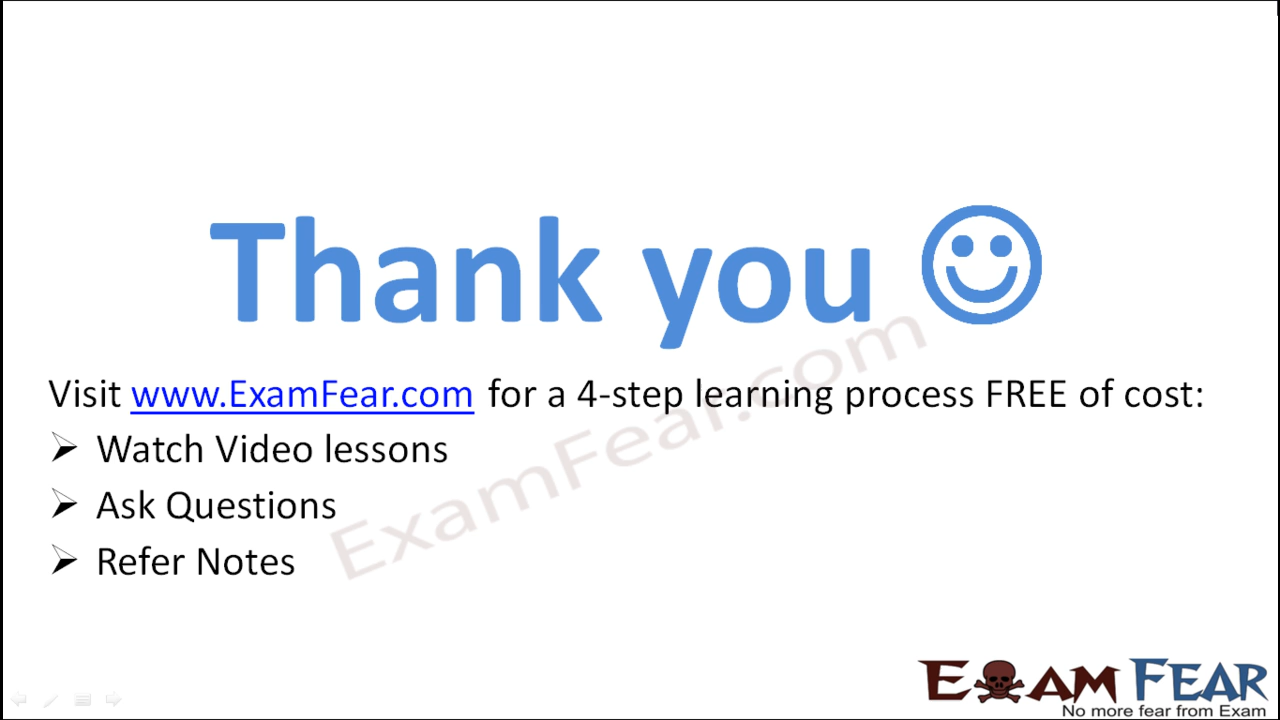 Thank you
Visit www.ExamFear.com for a 4-step learning process FREE of cost:
Watch Video lessons
Ask Questions
Refer Notes
ExamFear.com
EXAM FEAR
No more fear from Exam